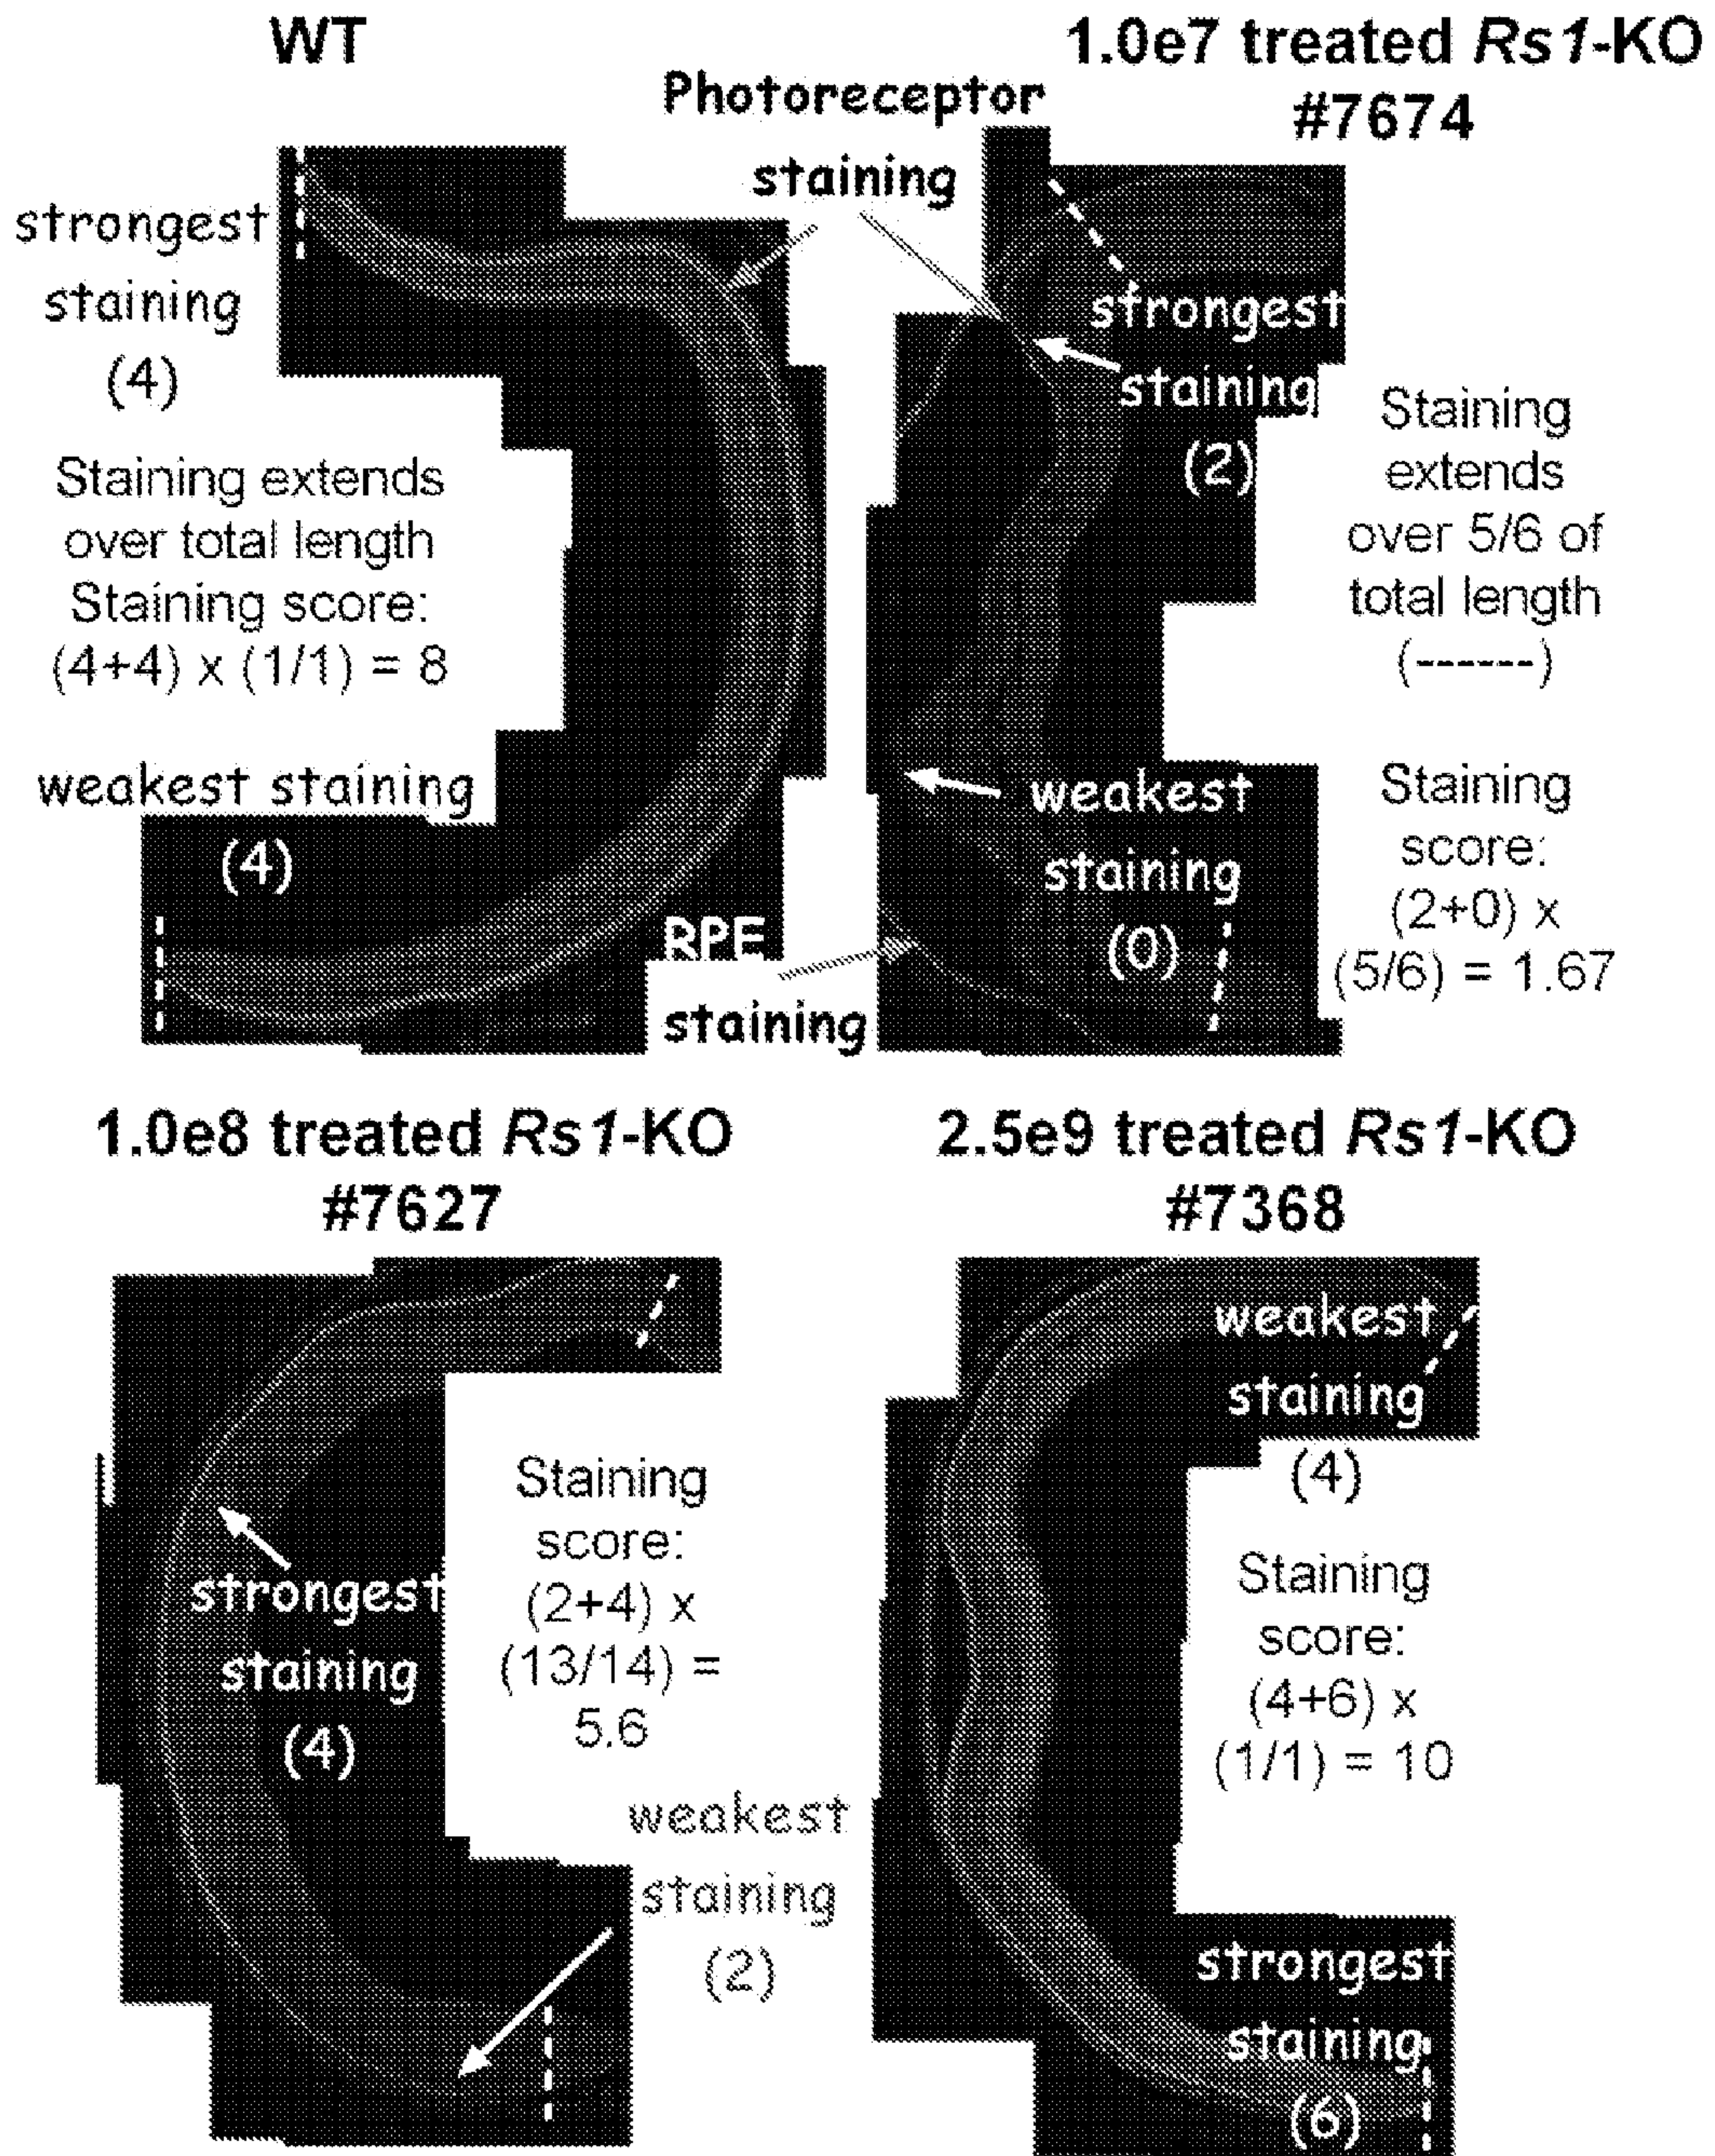 WT
strongest
staining
(4)
Staining extends
over total length
Staining score:
(4+4) x (1/1) = 8
weakest staining
(4)
Photoreceptor
staining
RPE
staining
1.0e7 treated Rs1-KO
#7674
strongest
staining
(2)
Staining
extends
over 5/6 of
total length
(------)
weakest
staining
(0)
Staining
score:
(2+0) x
(5/6) = 1.67
1.0e8 treated Rs1-KO
#7627
strongest
staining
(4)
Staining
score:
(2+4) x
(13/14) =
5.6
weakest
staining
(2)
2.5e9 treated Rs1-KO
#7368
weakest
staining
(4)
Staining
score:
(4+6) x
(1/1) = 10
strongest
staining
(6)